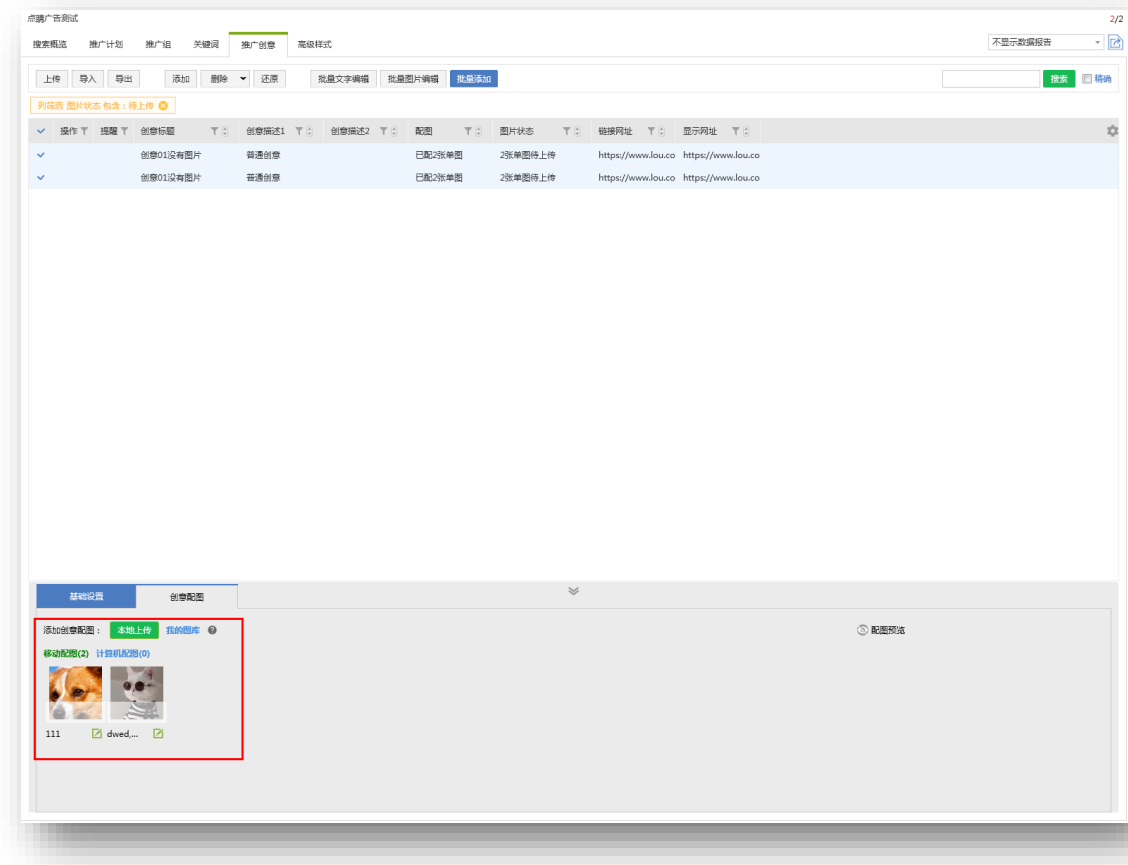 点睛广告测试 2/2
搜索概览 推广计划 推广组 关键词 推广创意 高级样式 不显示数据报告
上传 导入 导出 添加 删除 还原 批量文字编辑 批量图片编辑 批量添加 搜索 精确
列筛选 图片状态 包含：待上传
操作 提醒 创意标题 创意描述1 创意描述2 配图 图片状态 链接网址 显示网址
创意01没有图片 普通创意 已配2张单图 2张单图待上传 https://www.lou.co https://www.lou.co
创意01没有图片 普通创意 已配2张单图 2张单图待上传 https://www.lou.co https://www.lou.co
基础设置 创意配图
添加创意配图： 本地上传 我的图库 配图预览
移动配图(2) 计算机配图(0)
111 dwed,...